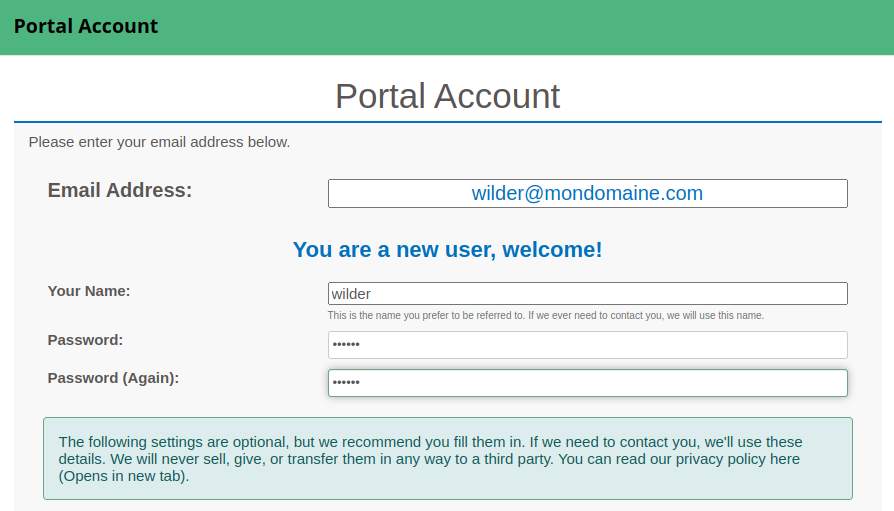 Portal Account
Portal Account
Please enter your email address below.
Email Address:
wilder@mondomaine.com
You are a new user, welcome!
Your Name:
wilder
This is the name you prefer to be referred to. If we ever need to contact you, we will use this name.
Password:
••••••
Password (Again):
••••••
The following settings are optional, but we recommend you fill them in. If we need to contact you, we'll use these
details. We will never sell, give, or transfer them in any way to a third party. You can read our privacy policy here
(Opens in new tab).